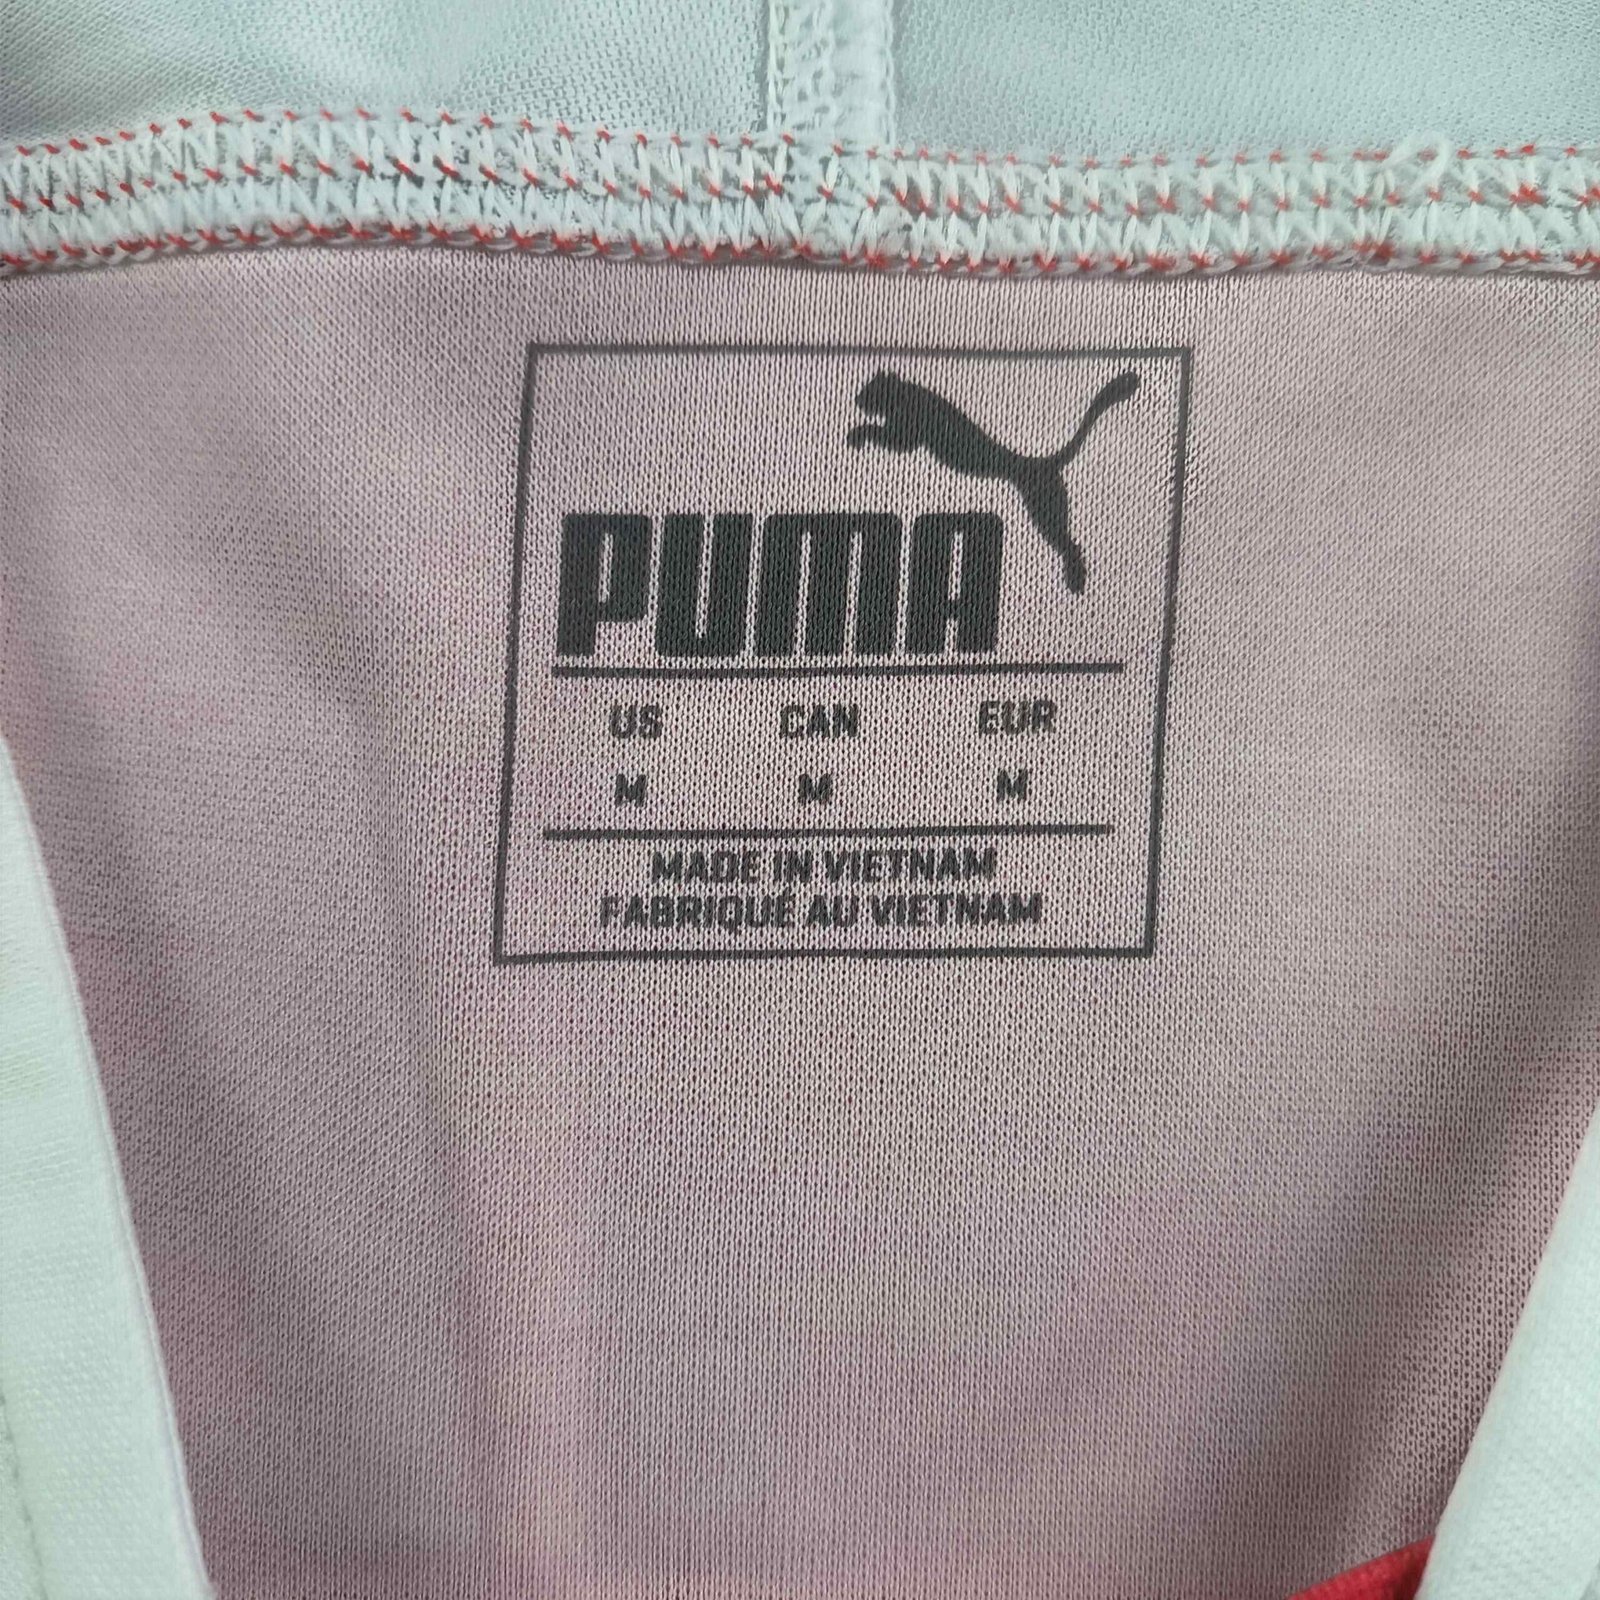 PUMA
US CAN EUR
M M M
MADE IN VIETNAM
FABRIQUÉ AU VIETNAM